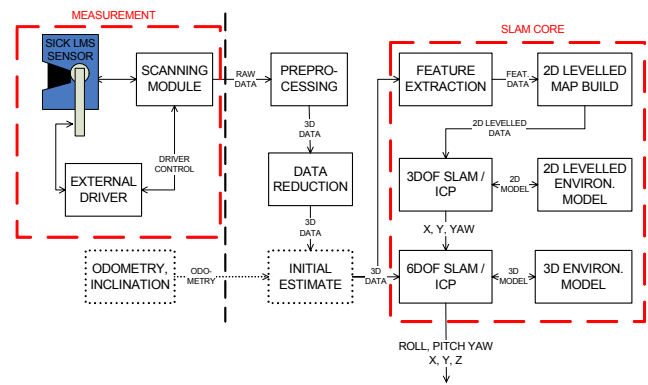 MEASUREMENT
SICK LMS
SENSOR
SCANNING
MODULE
RAW
DATA
PREPRO-
CESSING
3D
DATA
DRIVER
CONTROL
EXTERNAL
DRIVER
DATA
REDUCTION
3D
DATA
ODOMETRY,
INCLINATION
ODO-
METRY
INITIAL
ESTIMATE
3D
DATA
SLAM CORE
FEATURE
EXTRACTION
FEAT.
DATA
2D LEVELLED
MAP BUILD
2D LEVELLED
DATA
3DOF SLAM /
ICP
2D
MODEL
2D LEVELLED
ENVIRON.
MODEL
X, Y, YAW
6DOF SLAM /
ICP
3D
MODEL
3D ENVIRON.
MODEL
ROLL, PITCH YAW
X, Y, Z